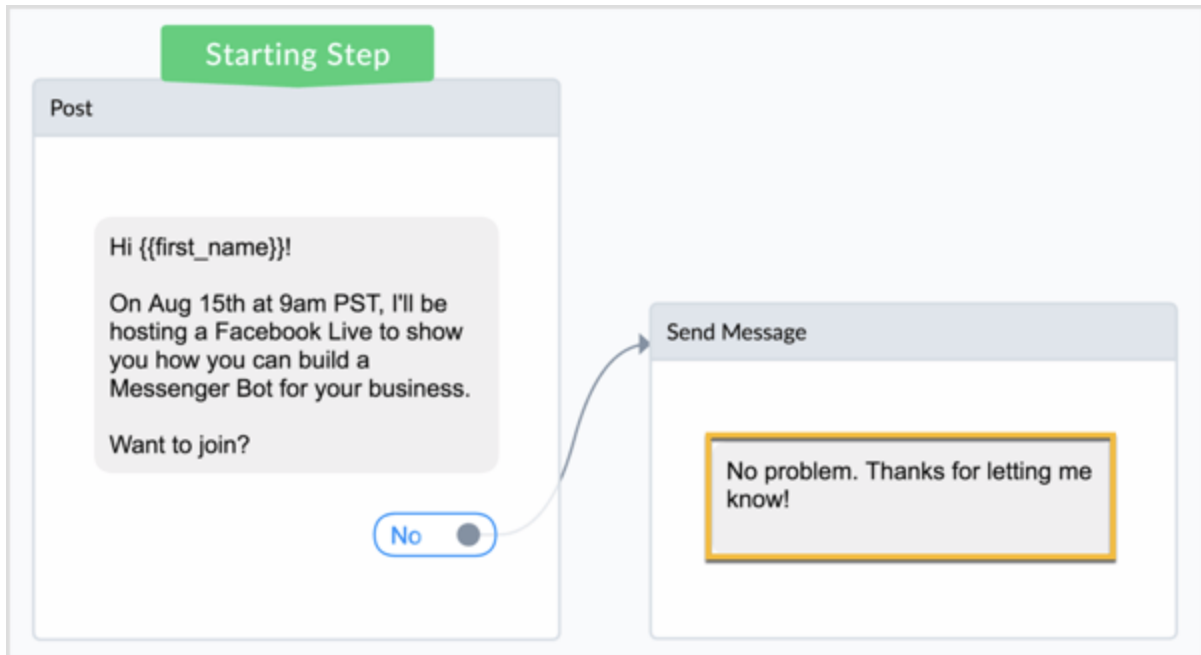 Starting Step
Post
Hi {{first_name}}!
On Aug 15th at 9am PST, I'll be
hosting a Facebook Live to show
you how you can build a
Messenger Bot for your business.
Want to join?
No
Send Message
No problem. Thanks for letting me
know!